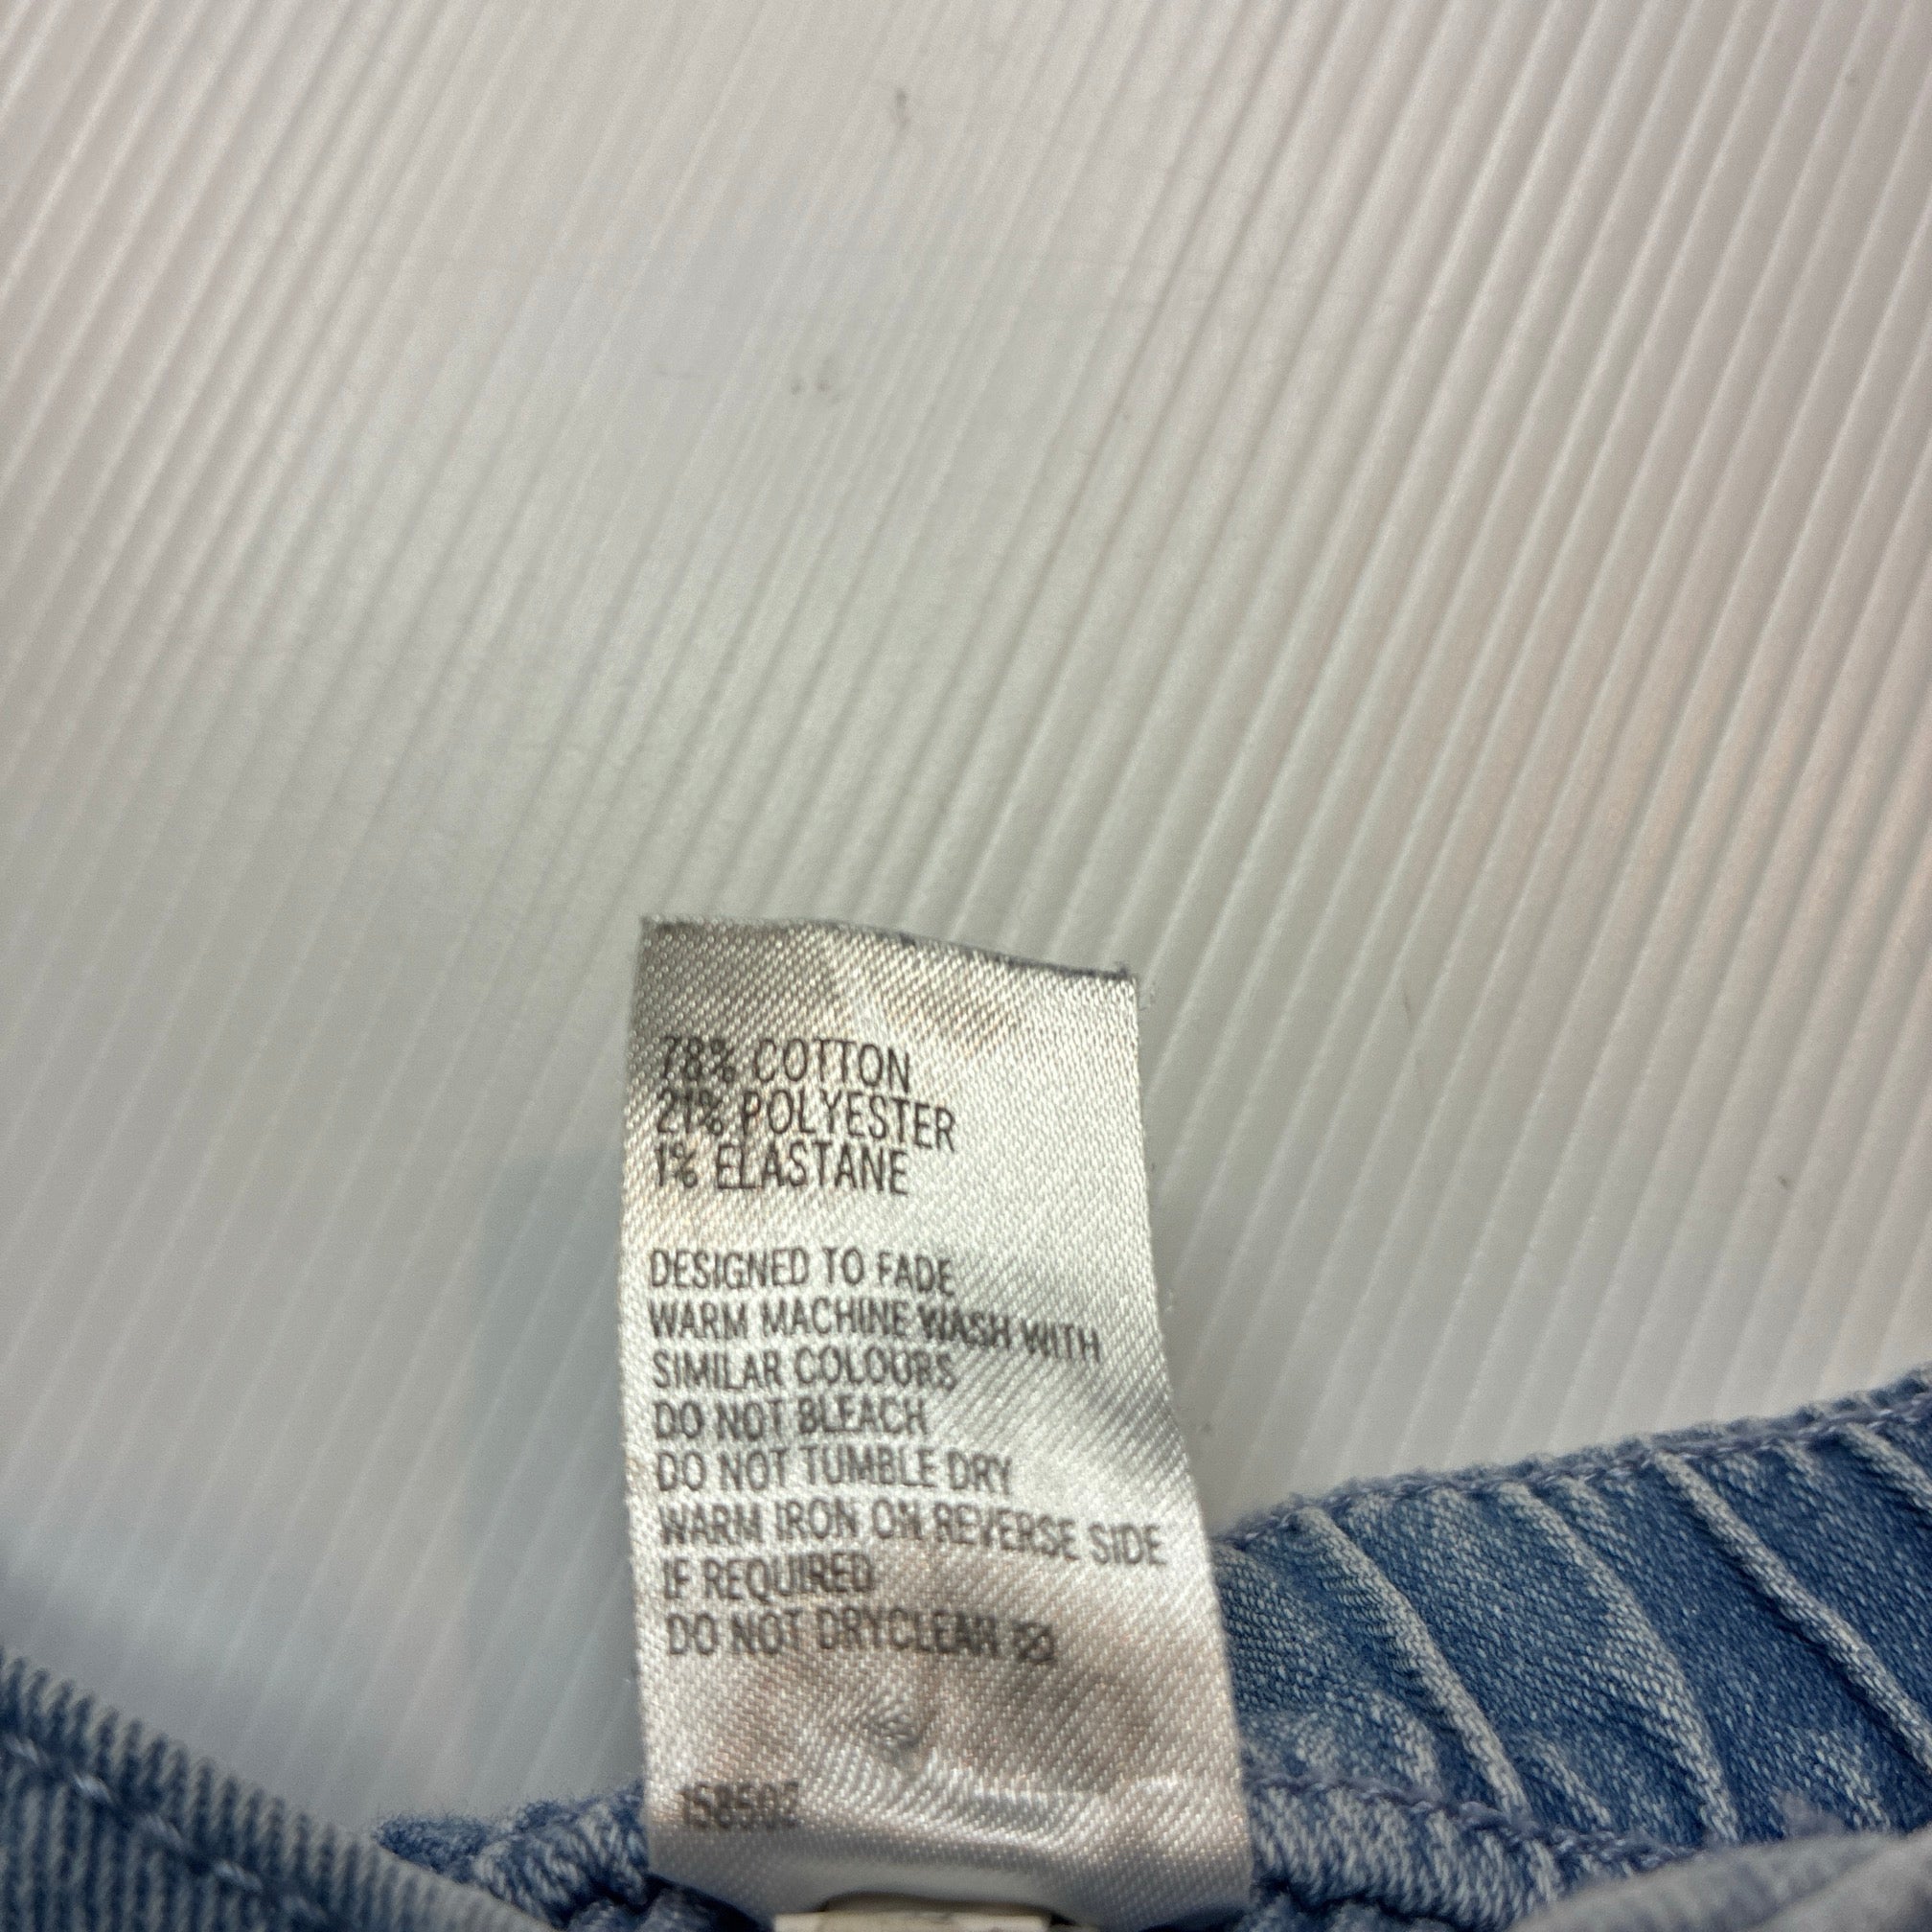 78% COTTON
21% POLYESTER
1% ELASTANE
DESIGNED TO FADE
WARM MACHINE WASH WITH
SIMILAR COLOURS
DO NOT BLEACH
DO NOT TUMBLE DRY
WARM IRON ON REVERSE SIDE
IF REQUIRED
DO NOT DRYCLEAN